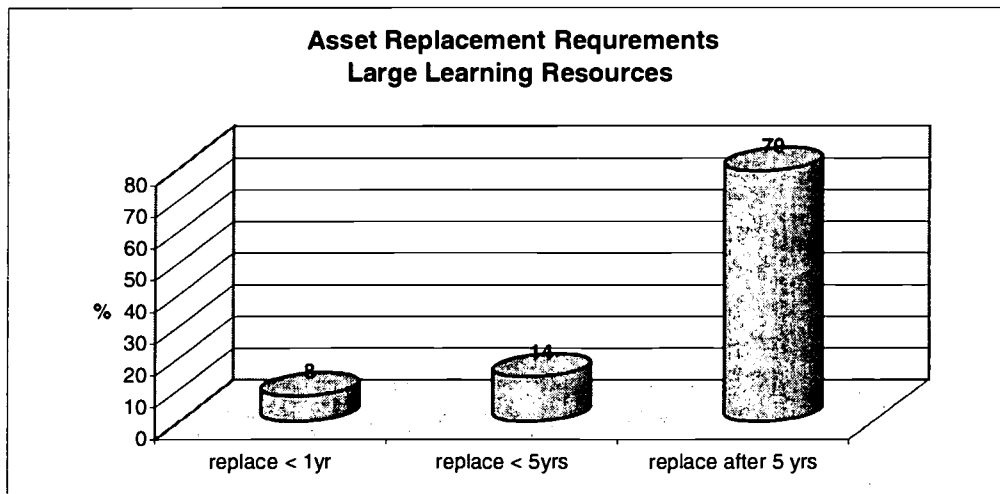 Asset Replacement Requrements
Large Learning Resources
80
70
60
50
40
30
20
10
0
%
8
14
79
replace < 1yr
replace < 5yrs
replace after 5 yrs